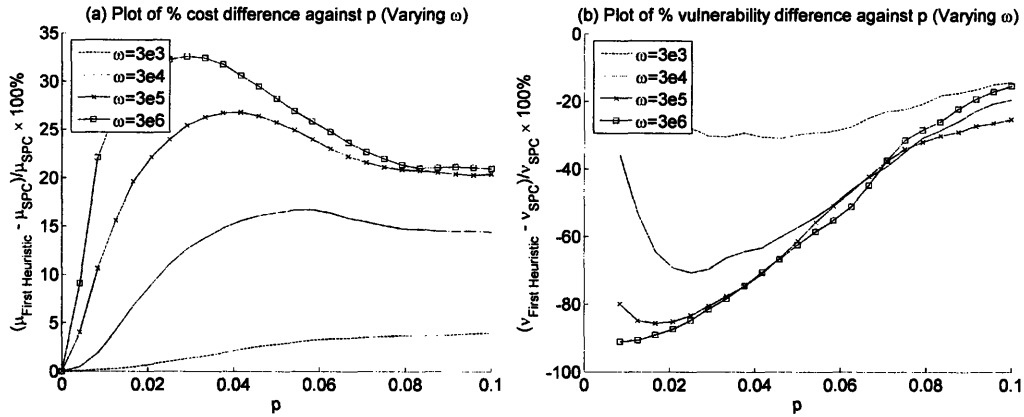 (a) Plot of % cost difference against p (Varying ω)
(μFirst Heuristic - μSPC)/μSPC × 100%
35
30
25
20
15
10
5
0
ω=3e3
ω=3e4
ω=3e5
ω=3e6
0
0.02
0.04
0.06
0.08
0.1
p
(b) Plot of % vulnerability difference against p (Varying ω)
(νFirst Heuristic - νSPC)/νSPC × 100%
0
-20
-40
-60
-80
-100
ω=3e3
ω=3e4
ω=3e5
ω=3e6
0
0.02
0.04
0.06
0.08
0.1
p